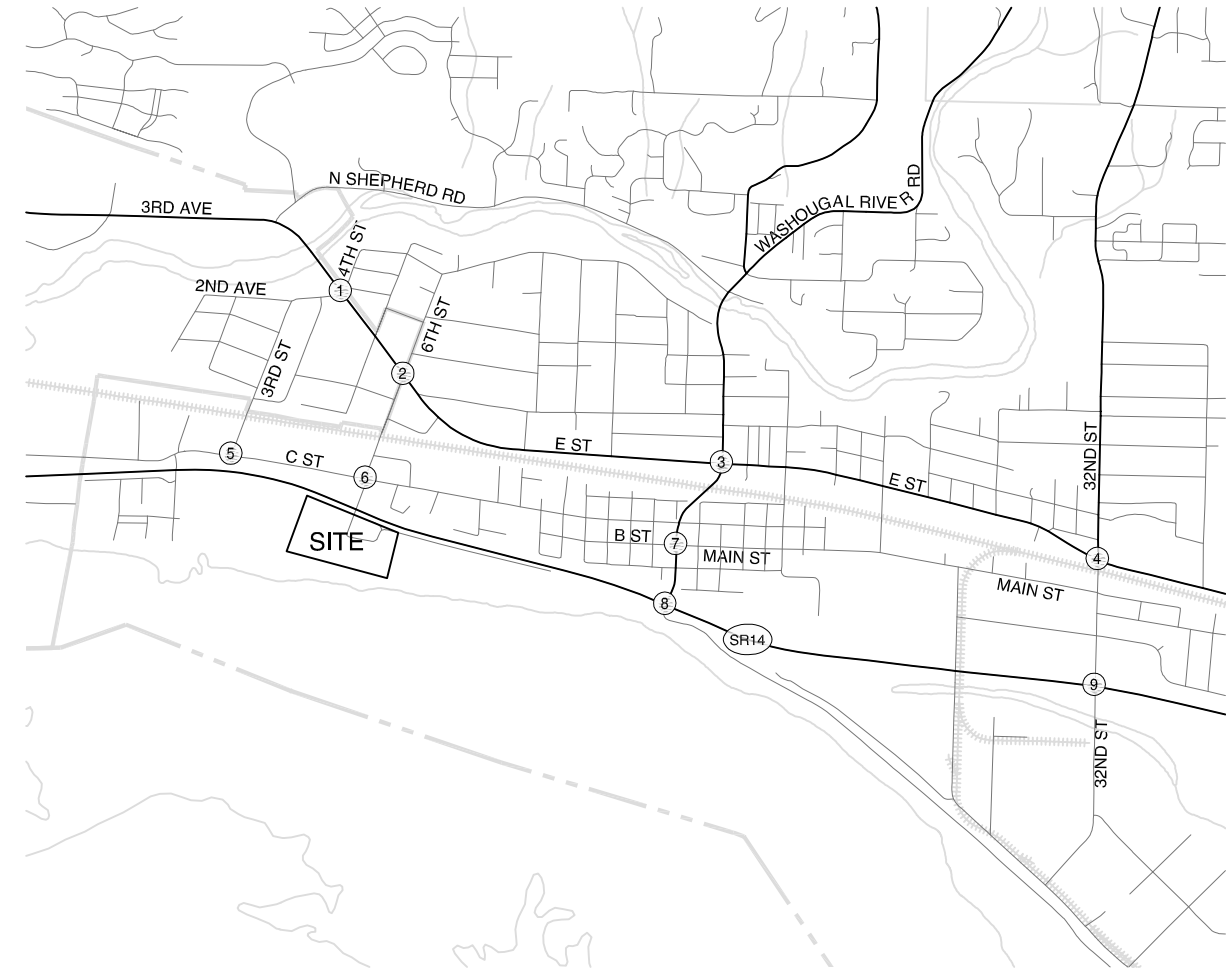 N SHEPHERD RD
3RD AVE
WASHOUGAL RIVER RD
4TH ST
2ND AVE
1
6TH ST
3RD ST
2
E ST
3
E ST
32ND ST
5
C ST
6
SITE
B ST
7
MAIN ST
4
MAIN ST
8
SR14
9
32ND ST